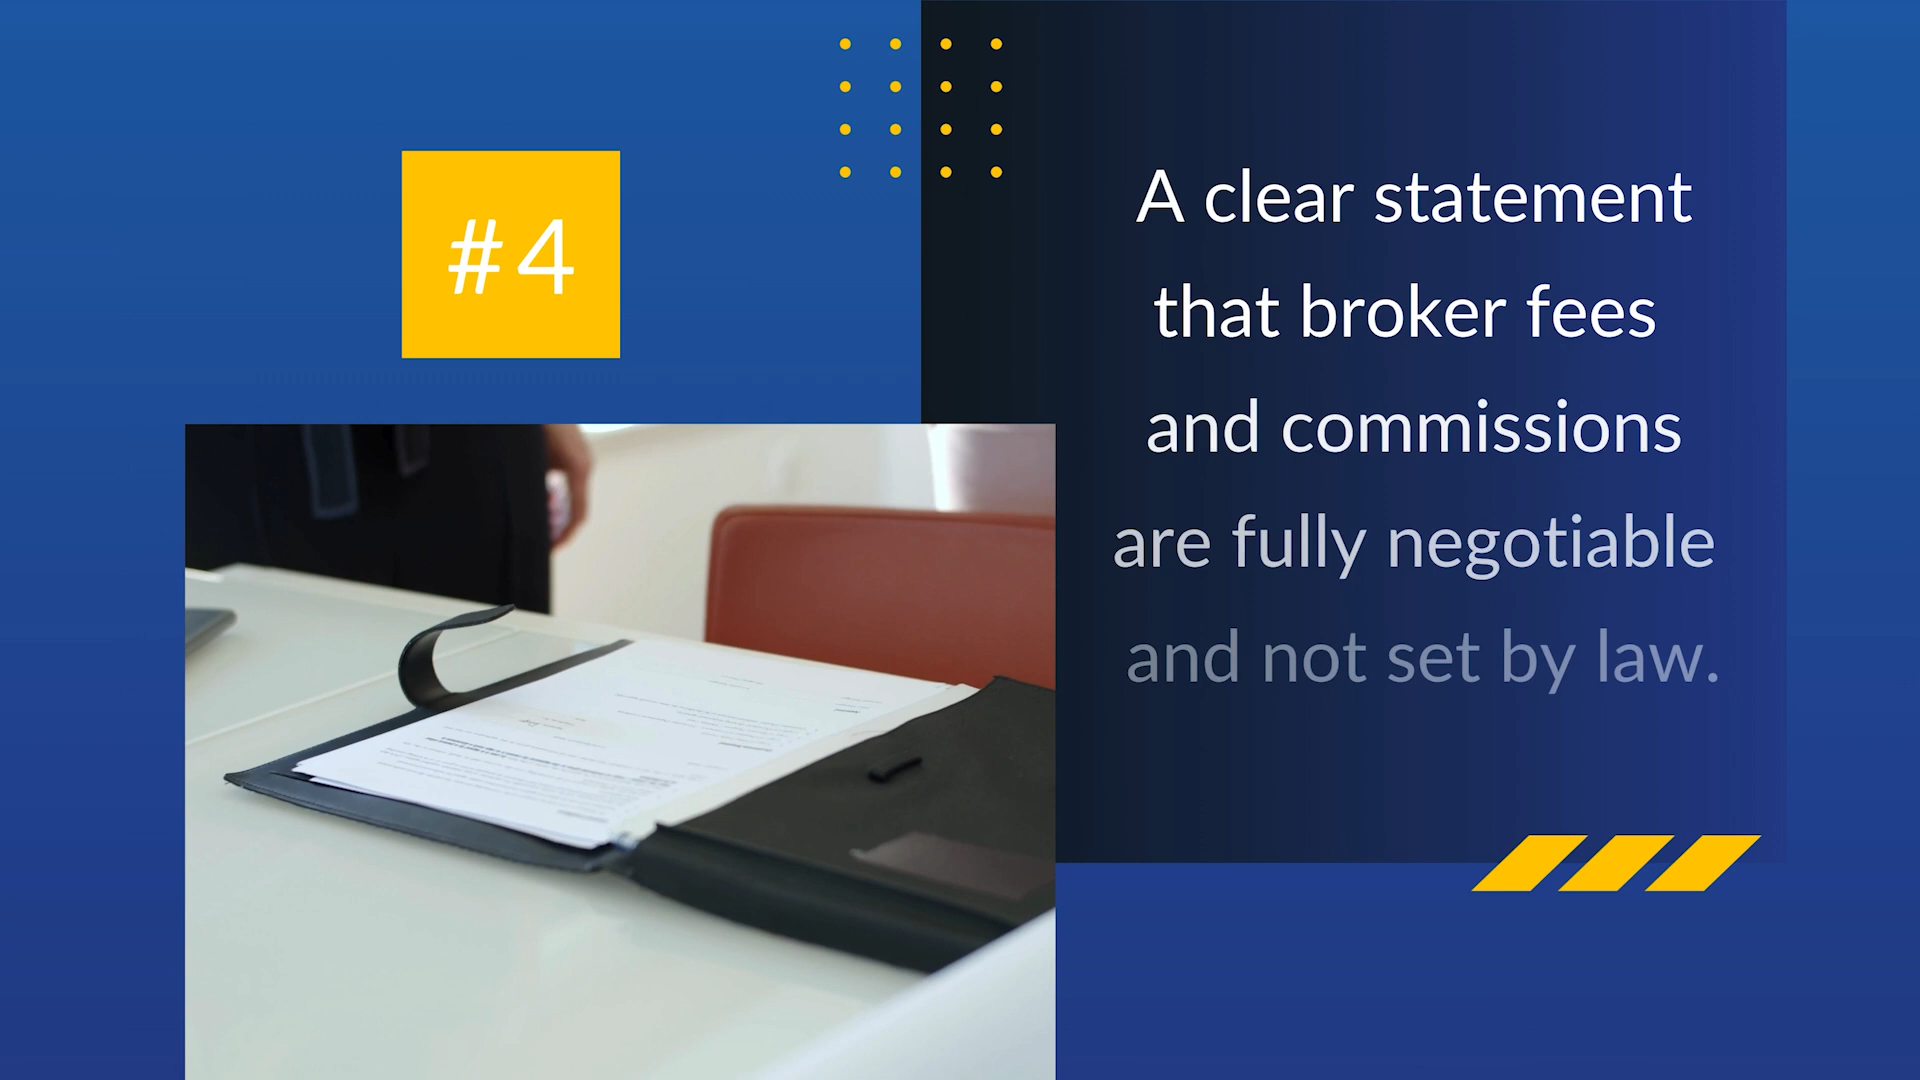 #4
A clear statement
that broker fees
and commissions
are fully negotiable
and not set by law.